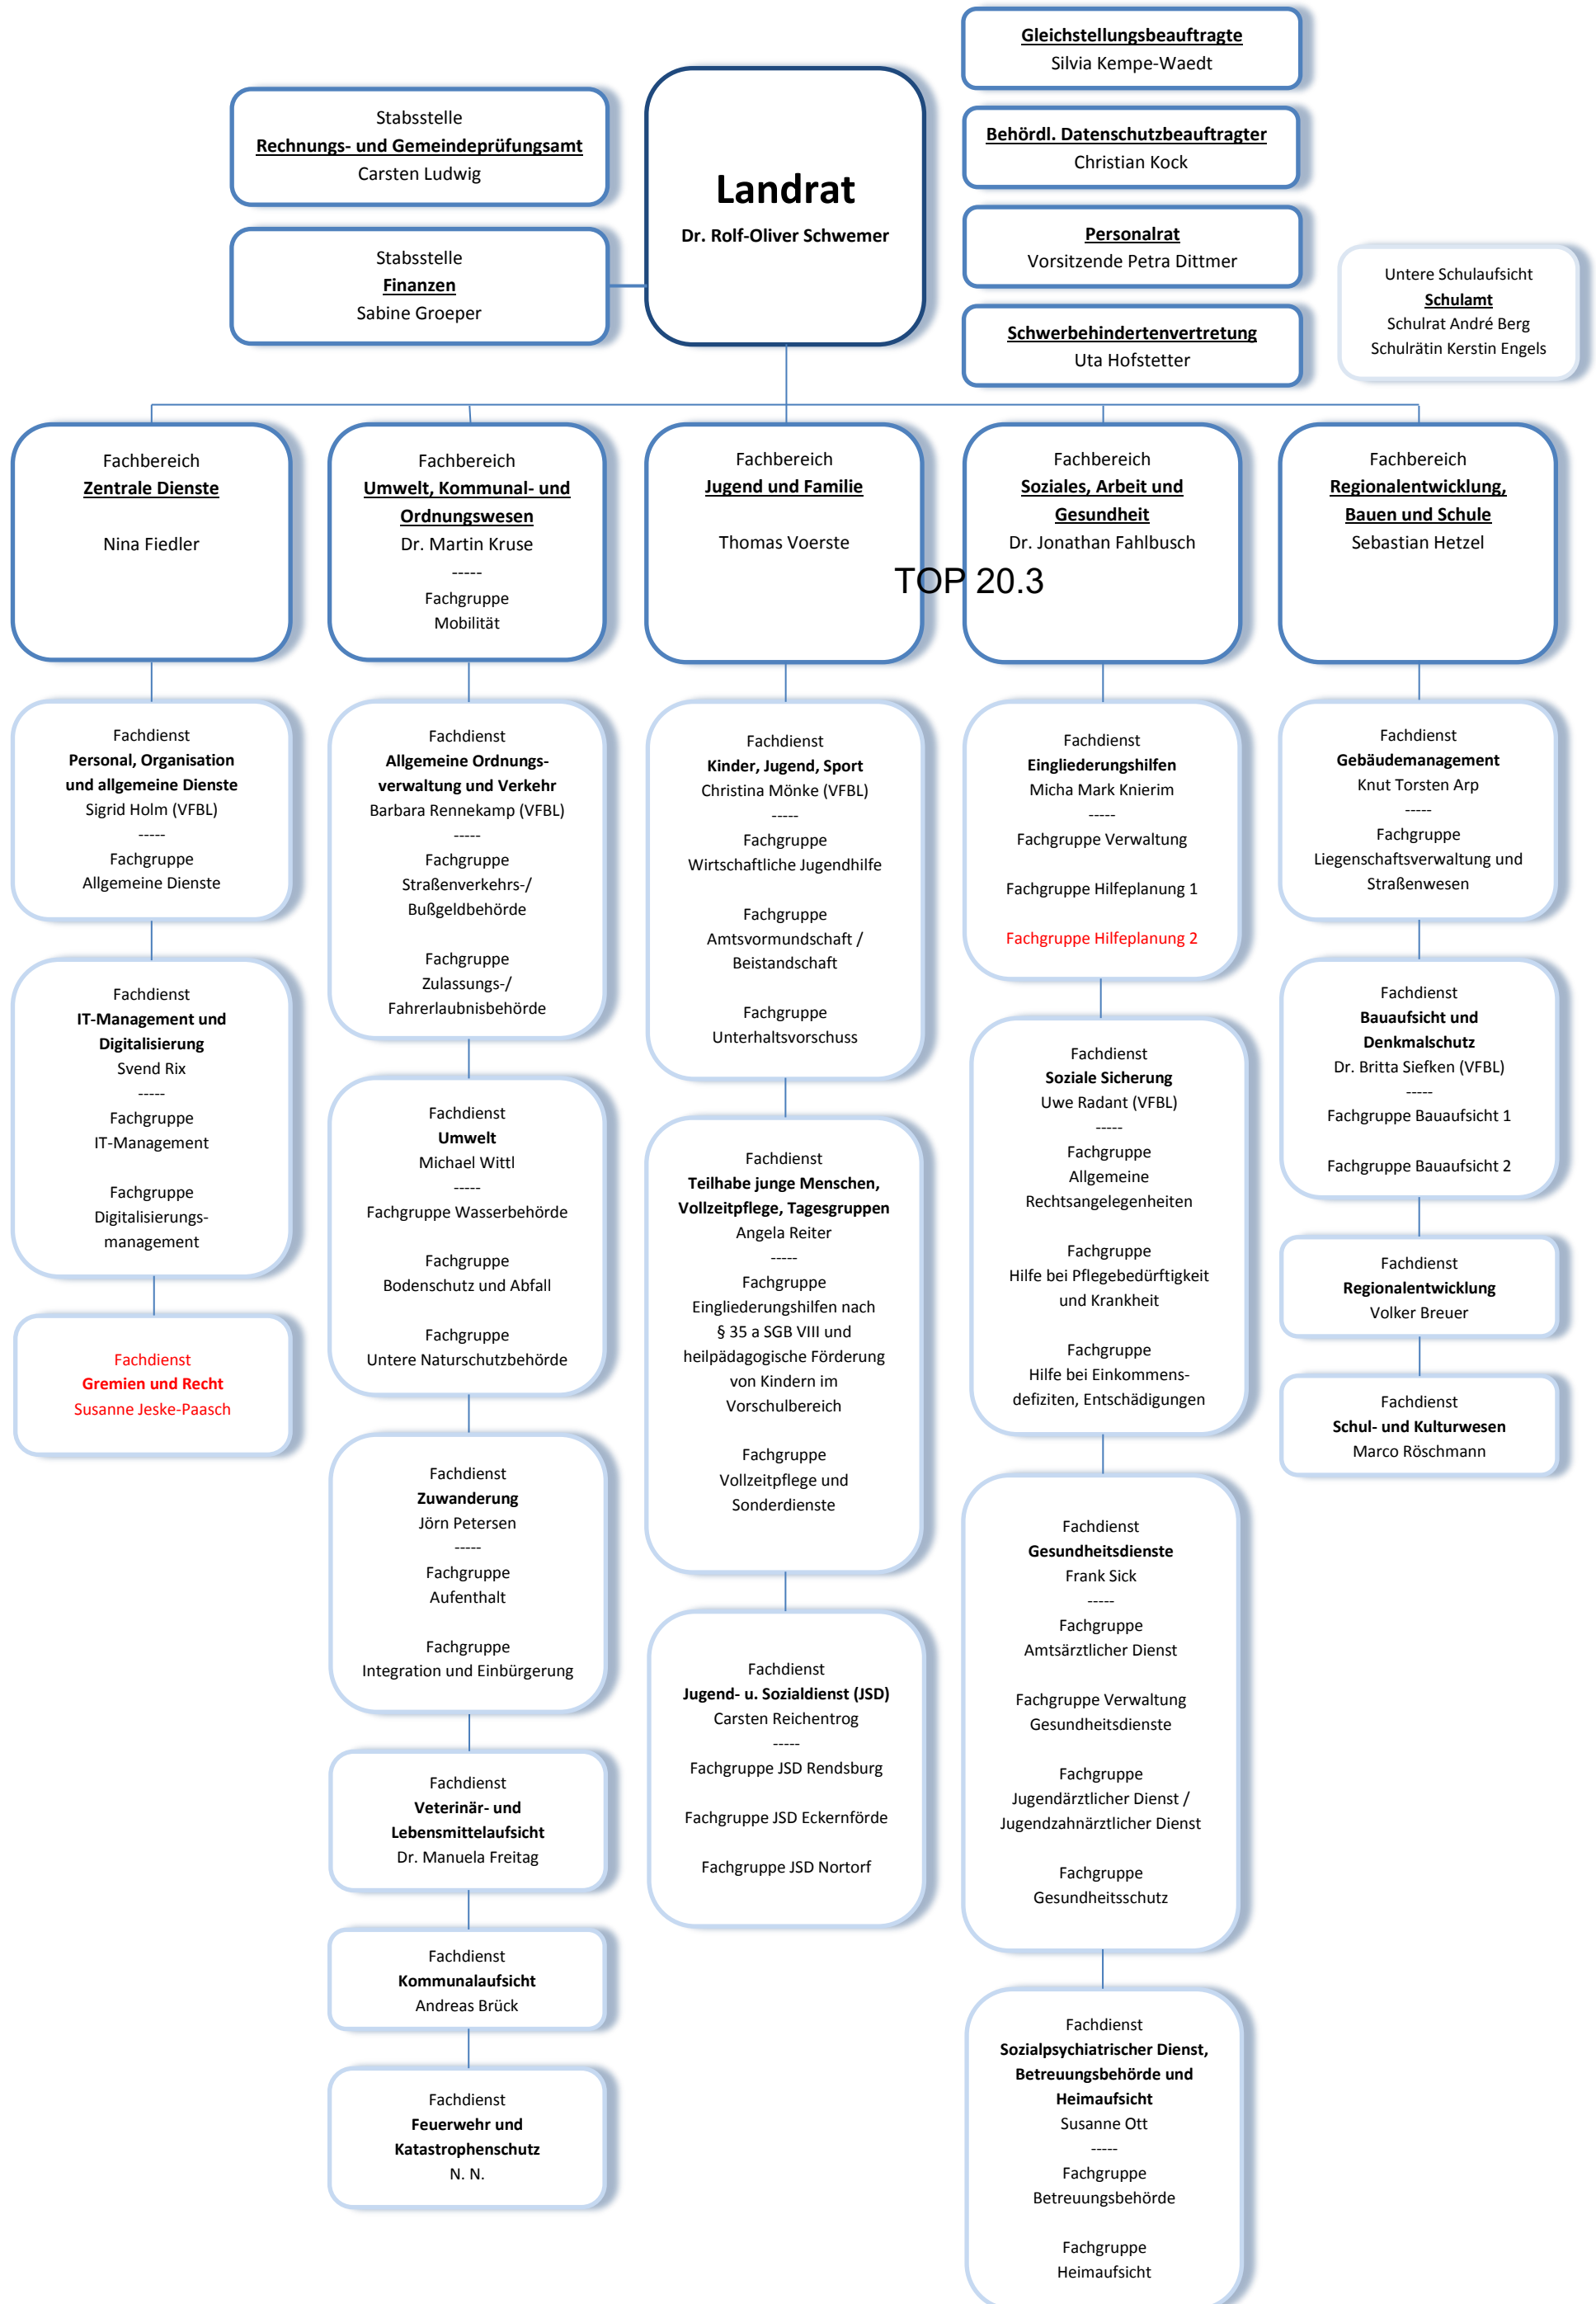 Gleichstellungsbeauftragte
Silvia Kempe-Waedt
Stabsstelle
Rechnungs- und Gemeindeprüfungsamt
Carsten Ludwig
Behördl. Datenschutzbeauftragter
Christian Kock
Landrat
Dr. Rolf-Oliver Schwemer
Stabsstelle
Finanzen
Sabine Groeper
Personalrat
Vorsitzende Petra Dittmer
Untere Schulaufsicht
Schulamt
Schulrat André Berg
Schulrätin Kerstin Engels
Schwerbehindertenvertretung
Uta Hofstetter
Fachbereich
Zentrale Dienste
Nina Fiedler
Fachbereich
Umwelt, Kommunal- und
Ordnungswesen
Dr. Martin Kruse
-----
Fachgruppe
Mobilität
Fachbereich
Jugend und Familie
Thomas Voerste
Fachbereich
Soziales, Arbeit und
Gesundheit
Dr. Jonathan Fahlbusch
Fachbereich
Regionalentwicklung,
Bauen und Schule
Sebastian Hetzel
TOP 20.3
Fachdienst
Personal, Organisation
und allgemeine Dienste
Sigrid Holm (VFBL)
-----
Fachgruppe
Allgemeine Dienste
Fachdienst
IT-Management und
Digitalisierung
Svend Rix
-----
Fachgruppe
IT-Management
Fachgruppe
Digitalisierungs-
management
Fachdienst
Gremien und Recht
Susanne Jeske-Paasch
Fachdienst
Allgemeine Ordnungs-
verwaltung und Verkehr
Barbara Rennekamp (VFBL)
-----
Fachgruppe
Straßenverkehrs-/
Bußgeldbehörde
Fachgruppe
Zulassungs-/
Fahrerlaubnisbehörde
Fachdienst
Umwelt
Michael Wittl
-----
Fachgruppe Wasserbehörde
Fachgruppe
Bodenschutz und Abfall
Fachgruppe
Untere Naturschutzbehörde
Fachdienst
Zuwanderung
Jörn Petersen
-----
Fachgruppe
Aufenthalt
Fachgruppe
Integration und Einbürgerung
Fachdienst
Veterinär- und
Lebensmittelaufsicht
Dr. Manuela Freitag
Fachdienst
Kommunalaufsicht
Andreas Brück
Fachdienst
Feuerwehr und
Katastrophenschutz
N. N.
Fachdienst
Kinder, Jugend, Sport
Christina Mönke (VFBL)
-----
Fachgruppe
Wirtschaftliche Jugendhilfe
Fachgruppe
Amtsvormundschaft /
Beistandschaft
Fachgruppe
Unterhaltsvorschuss
Fachdienst
Teilhabe junge Menschen,
Vollzeitpflege, Tagesgruppen
Angela Reiter
-----
Fachgruppe
Eingliederungshilfen nach
§ 35 a SGB VIII und
heilpädagogische Förderung
von Kindern im
Vorschulbereich
Fachgruppe
Vollzeitpflege und
Sonderdienste
Fachdienst
Jugend- u. Sozialdienst (JSD)
Carsten Reichentrog
-----
Fachgruppe JSD Rendsburg
Fachgruppe JSD Eckernförde
Fachgruppe JSD Nortorf
Fachdienst
Eingliederungshilfen
Micha Mark Knierim
-----
Fachgruppe Verwaltung
Fachgruppe Hilfeplanung 1
Fachgruppe Hilfeplanung 2
Fachdienst
Soziale Sicherung
Uwe Radant (VFBL)
-----
Fachgruppe
Allgemeine
Rechtsangelegenheiten
Fachgruppe
Hilfe bei Pflegebedürftigkeit
und Krankheit
Fachgruppe
Hilfe bei Einkommens-
defiziten, Entschädigungen
Fachdienst
Gesundheitsdienste
Frank Sick
-----
Fachgruppe
Amtsärztlicher Dienst
Fachgruppe Verwaltung
Gesundheitsdienste
Fachgruppe
Jugendärztlicher Dienst /
Jugendzahnärztlicher Dienst
Fachgruppe
Gesundheitsschutz
Fachdienst
Sozialpsychiatrischer Dienst,
Betreuungsbehörde und
Heimaufsicht
Susanne Ott
-----
Fachgruppe
Betreuungsbehörde
Fachgruppe
Heimaufsicht
Fachdienst
Gebäudemanagement
Knut Torsten Arp
-----
Fachgruppe
Liegenschaftsverwaltung und
Straßenwesen
Fachdienst
Bauaufsicht und
Denkmalschutz
Dr. Britta Siefken (VFBL)
-----
Fachgruppe Bauaufsicht 1
Fachgruppe Bauaufsicht 2
Fachdienst
Regionalentwicklung
Volker Breuer
Fachdienst
Schul- und Kulturwesen
Marco Röschmann